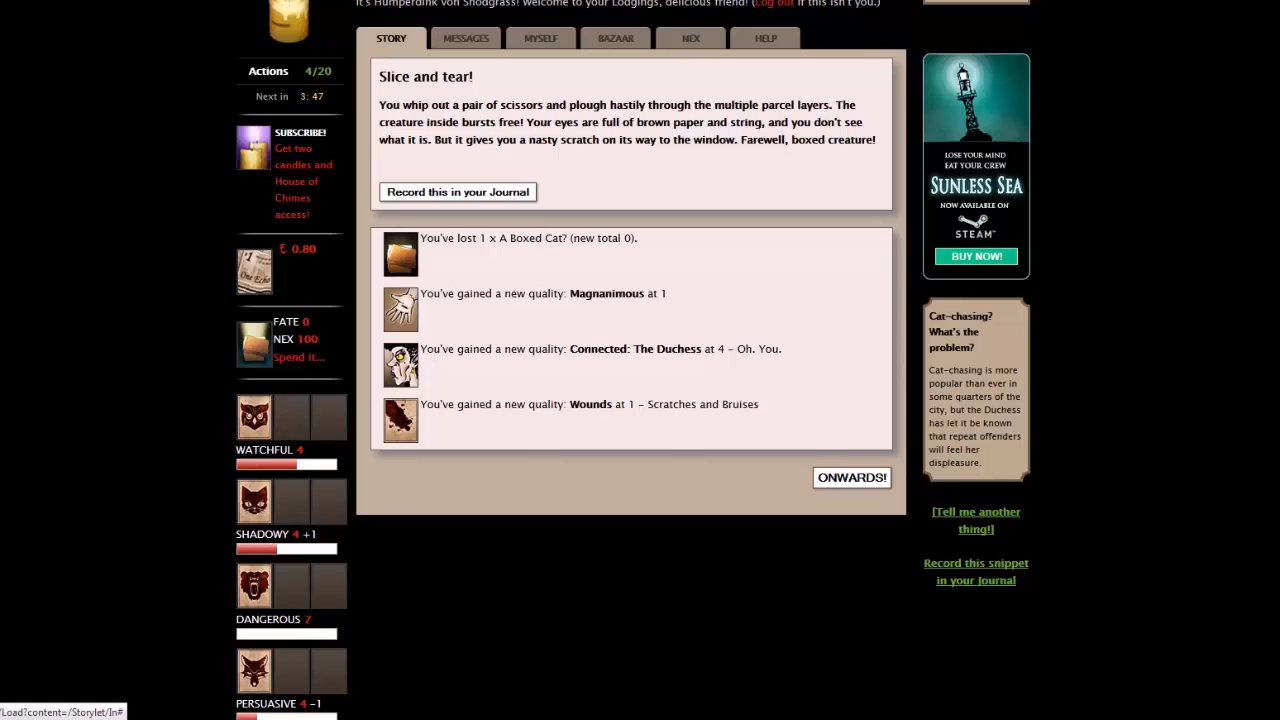 It's Humperdink von Snodgrass! Welcome to your Lodgings, delicious friend! (Log out if this isn't you.)
STORY
MESSAGES
MYSELF
BAZAAR
NEX
HELP
Actions 4/20
Next in 3: 47
SUBSCRIBE!
Get two
candles and
House of
Chimes
access!
£ 0.80
#1
One Echo
FATE 0
NEX 100
Spend it...
WATCHFUL 4
SHADOWY 4 +1
DANGEROUS 7
PERSUASIVE 4 -1
Slice and tear!
You whip out a pair of scissors and plough hastily through the multiple parcel layers. The
creature inside bursts free! Your eyes are full of brown paper and string, and you don't see
what it is. But it gives you a nasty scratch on its way to the window. Farewell, boxed creature!
Record this in your Journal
You've lost 1 x A Boxed Cat? (new total 0).
You've gained a new quality: Magnanimous at 1
You've gained a new quality: Connected: The Duchess at 4 - Oh. You.
You've gained a new quality: Wounds at 1 - Scratches and Bruises
ONWARDS!
LOSE YOUR MIND
EAT YOUR CREW
SUNLESS SEA
NOW AVAILABLE ON
STEAM™
BUY NOW!
Cat-chasing?
What's the
problem?
Cat-chasing is more
popular than ever in
some quarters of the
city, but the Duchess
has let it be known
that repeat offenders
will feel her
displeasure.
[Tell me another
thing!]
Record this snippet
in your Journal
/Load?content=/Storylet/In#